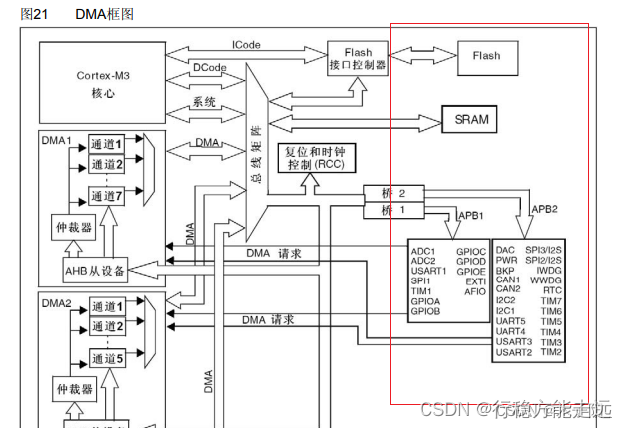 图21 DMA框图
ICode
Flash
接口控制器
Flash
Cortex-M3
核心
DCode
系统
SRAM
总线矩阵
DMA1
通道1
通道2
通道7
仲裁器
AHB从设备
DMA
复位和时钟
控制(RCC)
桥 2
桥 1
APB1
APB2
DMA
DMA 请求
ADC1 GPIOC
ADC2 GPIOD
USART1 GPIOE
SPI1 EXTI
TIM1 AFIO
GPIOA
GPIOB
DAC SPI3/I2S
PWR SPI2/I2S
BKP IWDG
CAN1 WWDG
CAN2 RTC
I2C2 TIM7
I2C1 TIM6
UART5 TIM5
UART4 TIM4
USART3 TIM3
USART2 TIM2
DMA2
通道1
通道2
通道5
仲裁器
DMA 请求
DMA